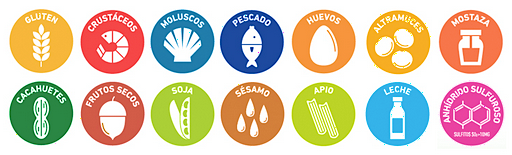 GLUTEN
CRUSTÁCEOS
MOLUSCOS
PESCADO
HUEVOS
ALTRAMUCES
MOSTAZA
CACAHUETES
FRUTOS SECOS
SOJA
SÉSAMO
APIO
LECHE
ANHÍDRIDO SULFUROSO